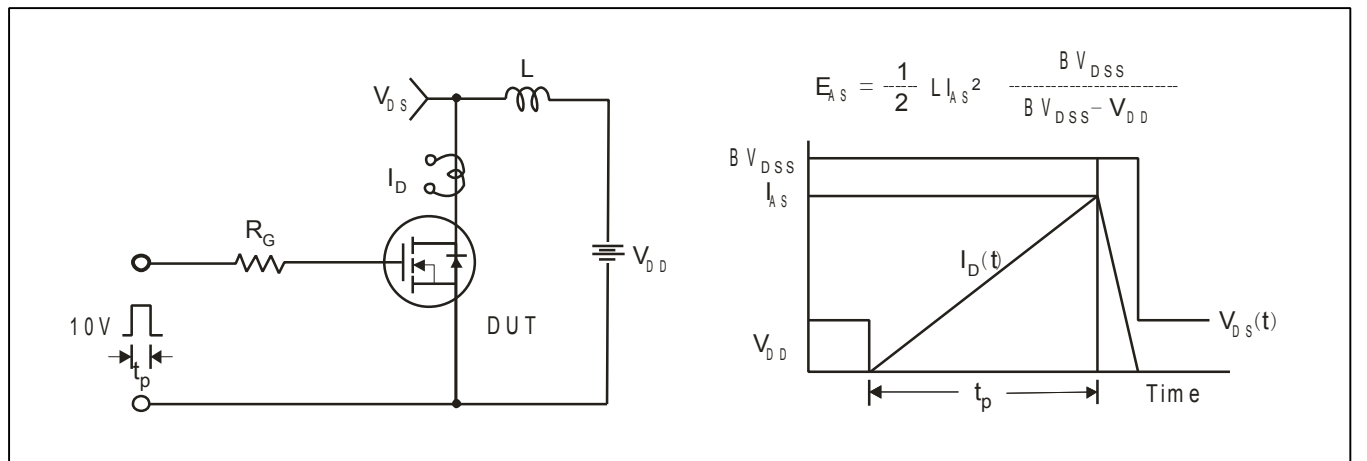 L
V_DS
I_D
R_G
V_DD
10V
DUT
t_p
E_AS = 1/2 L I_AS² BV_DSS / BV_DSS – V_DD
BV_DSS
I_AS
I_D(t)
V_DS(t)
V_DD
t_p
Time